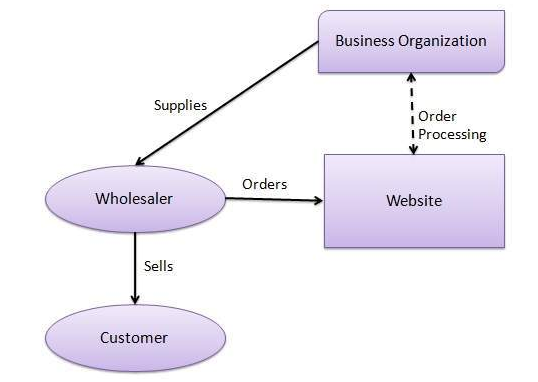 Business Organization
Supplies
Order
Processing
Wholesaler
Orders
Website
Sells
Customer